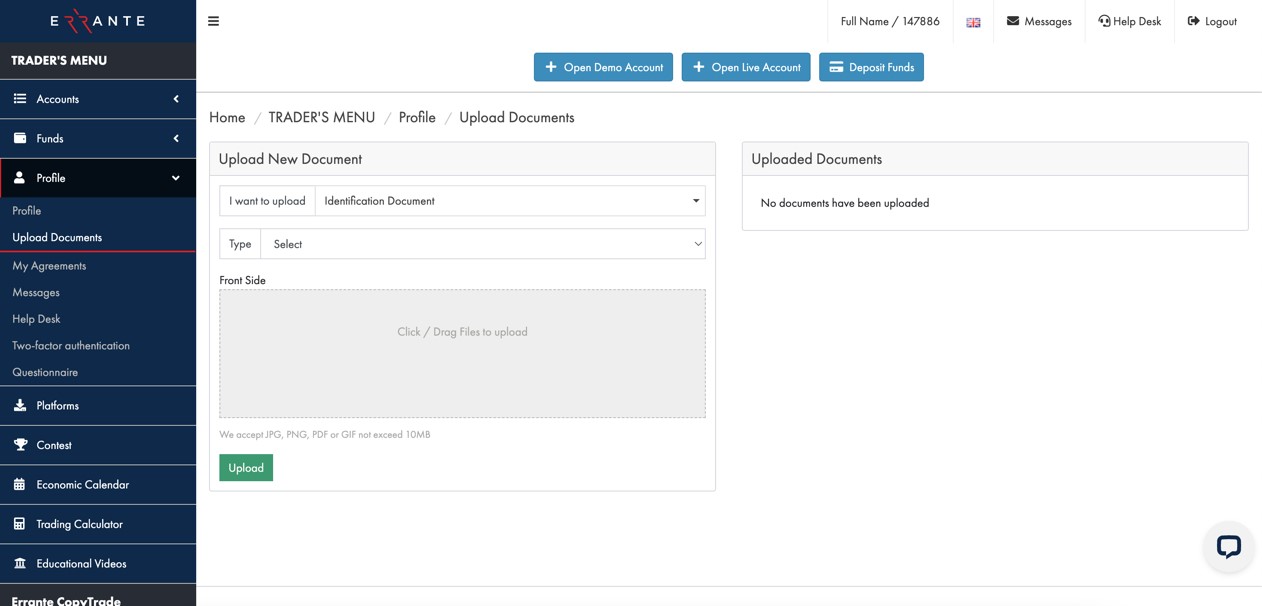 ERRANTE
Full Name / 147886
Messages
Help Desk
Logout
TRADER'S MENU
Accounts
Funds
Profile
Profile
Upload Documents
My Agreements
Messages
Help Desk
Two-factor authentication
Questionnaire
Platforms
Contest
Economic Calendar
Trading Calculator
Educational Videos
Errante CopyTrade
+ Open Demo Account
+ Open Live Account
Deposit Funds
Home / TRADER'S MENU / Profile / Upload Documents
Upload New Document
I want to upload Identification Document
Type Select
Front Side
Click / Drag Files to upload
We accept JPG, PNG, PDF or GIF not exceed 10MB
Upload
Uploaded Documents
No documents have been uploaded